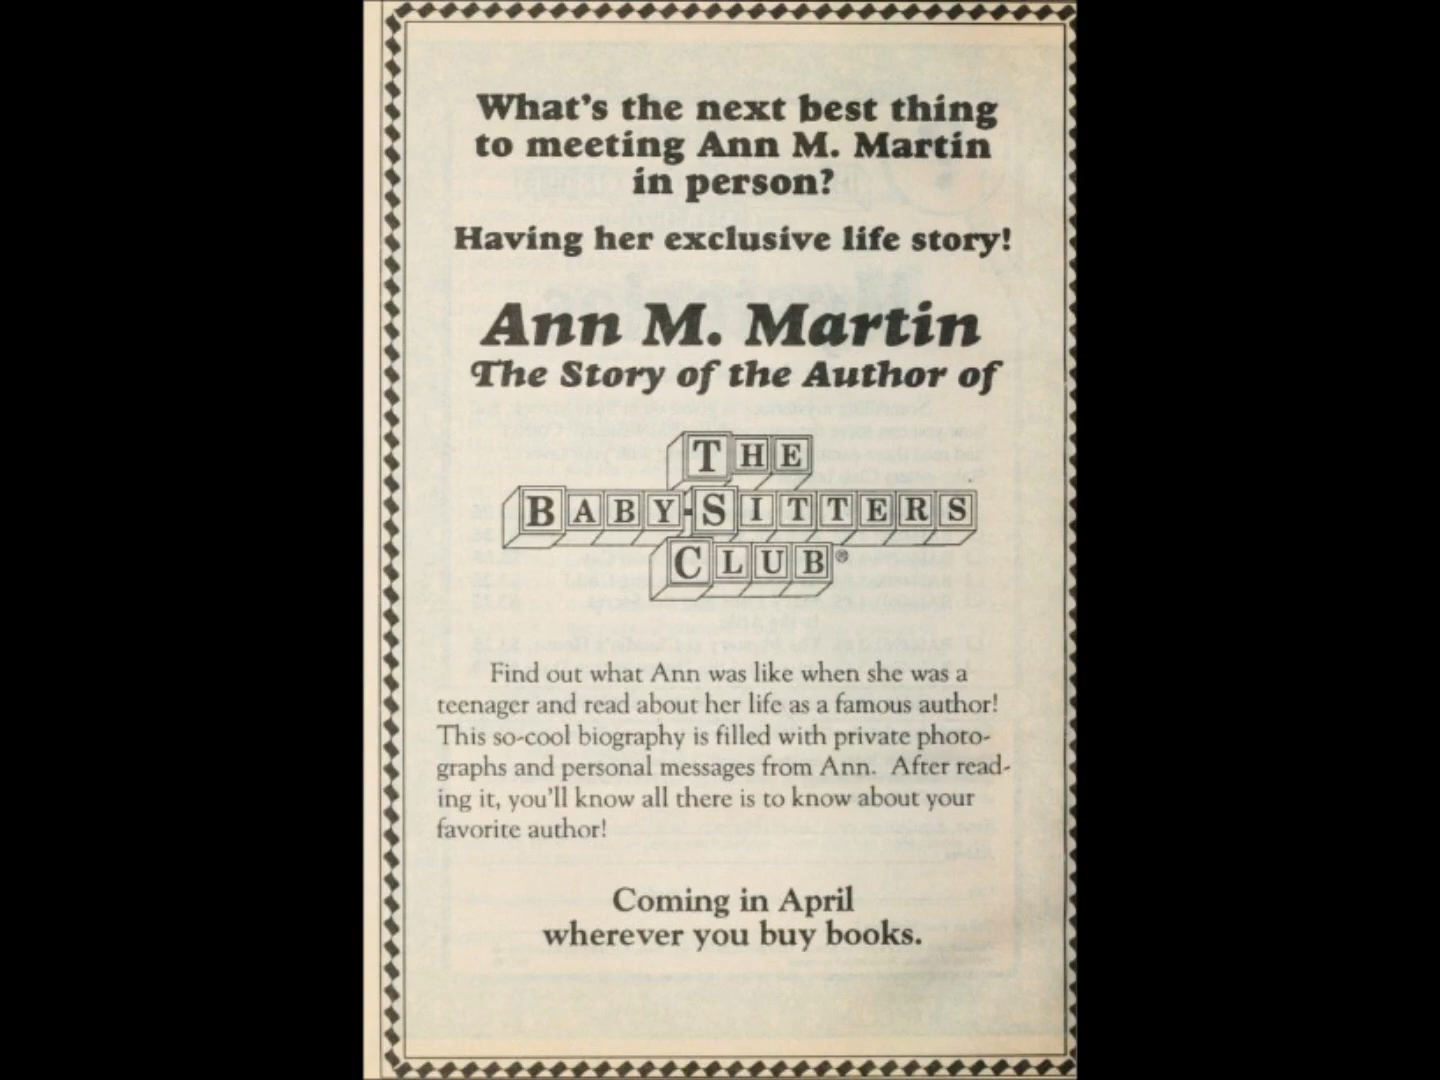 What's the next best thing
to meeting Ann M. Martin
in person?
Having her exclusive life story!
Ann M. Martin
The Story of the Author of
THE
BABY-SITTERS
CLUB®
Find out what Ann was like when she was a
teenager and read about her life as a famous author!
This so-cool biography is filled with private photo-
graphs and personal messages from Ann. After read-
ing it, you'll know all there is to know about your
favorite author!
Coming in April
wherever you buy books.